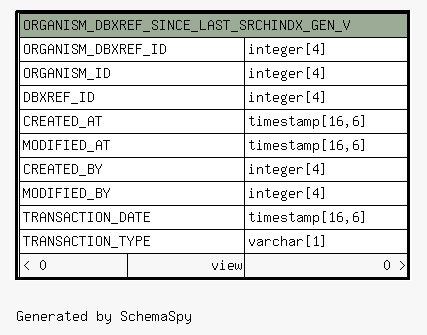 ORGANISM_DBXREF_SINCE_LAST_SRCHINDX_GEN_V
ORGANISM_DBXREF_ID integer[4]
ORGANISM_ID integer[4]
DBXREF_ID integer[4]
CREATED_AT timestamp[16,6]
MODIFIED_AT timestamp[16,6]
CREATED_BY integer[4]
MODIFIED_BY integer[4]
TRANSACTION_DATE timestamp[16,6]
TRANSACTION_TYPE varchar[1]
< 0 view 0 >
Generated by SchemaSpy